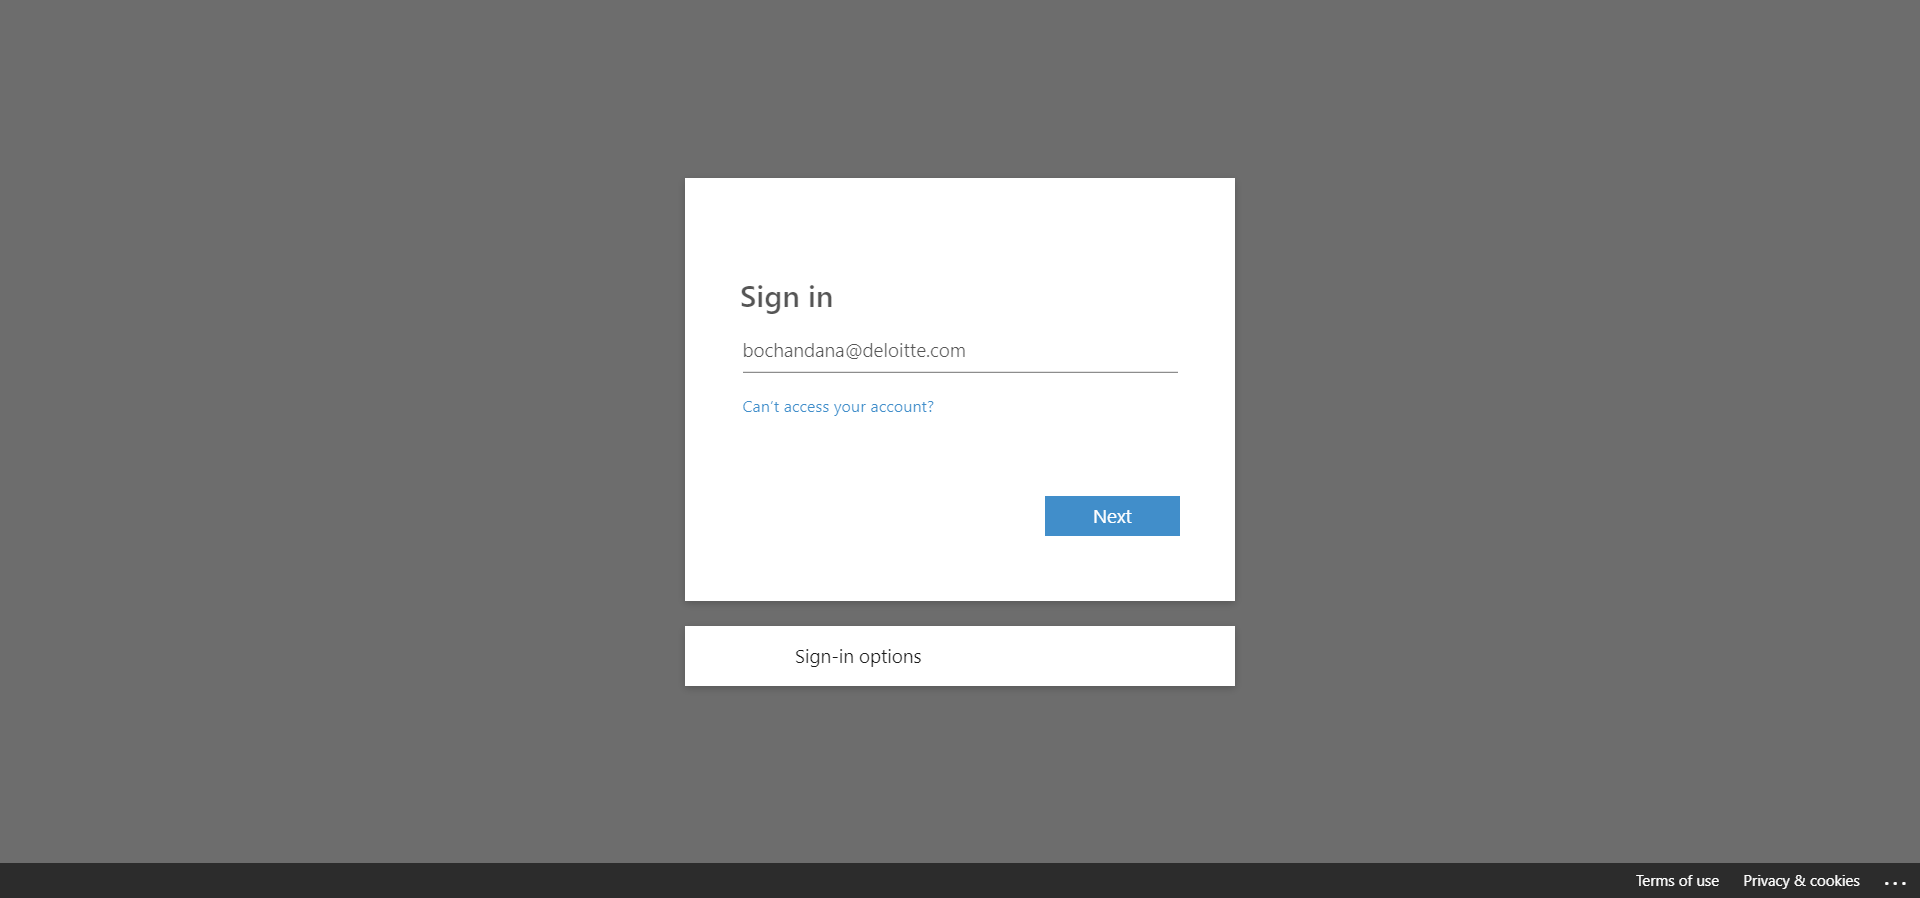 Sign in
bochandana@deloitte.com
Can't access your account?
Next
Sign-in options
Terms of use Privacy & cookies ...